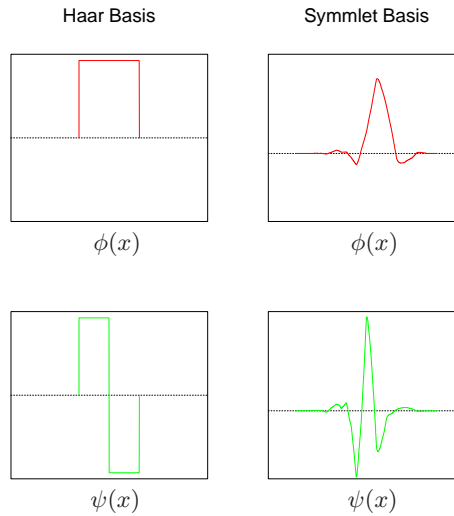 Haar Basis Symmlet Basis
ϕ(x) ϕ(x)
ψ(x) ψ(x)